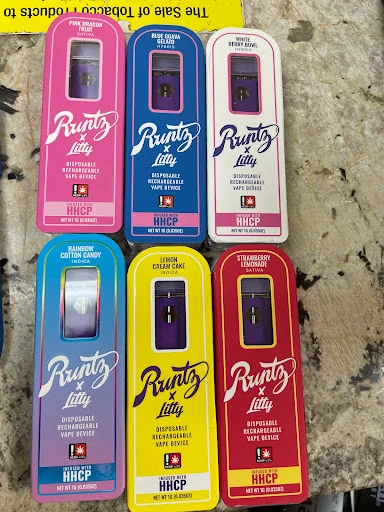 The Sale of Tobacco Products to
PINK DRAGON
FRUIT
SATIVA
Runtz
x
Litty
DISPOSABLE
RECHARGEABLE
VAPE DEVICE
INFUSED WITH
HHCP
NET WT 1G (0.035OZ)
BLUE GUAVA
GELATO
HYBRID
Runtz
x
Litty
DISPOSABLE
RECHARGEABLE
VAPE DEVICE
INFUSED WITH
HHCP
NET WT 1G (0.035OZ)
WHITE
BERRY BOWL
HYBRID
Runtz
x
Litty
DISPOSABLE
RECHARGEABLE
VAPE DEVICE
INFUSED WITH
HHCP
NET WT 1G (0.035OZ)
RAINBOW
COTTON CANDY
INDICA
Runtz
x
Litty
DISPOSABLE
RECHARGEABLE
VAPE DEVICE
INFUSED WITH
HHCP
NET WT 1G (0.035OZ)
LEMON
CREAM CAKE
INDICA
Runtz
x
Litty
DISPOSABLE
RECHARGEABLE
VAPE DEVICE
INFUSED WITH
HHCP
NET WT 1G (0.035OZ)
STRAWBERRY
LEMONADE
SATIVA
Runtz
x
Litty
DISPOSABLE
RECHARGEABLE
VAPE DEVICE
INFUSED WITH
HHCP
NET WT 1G (0.035OZ)